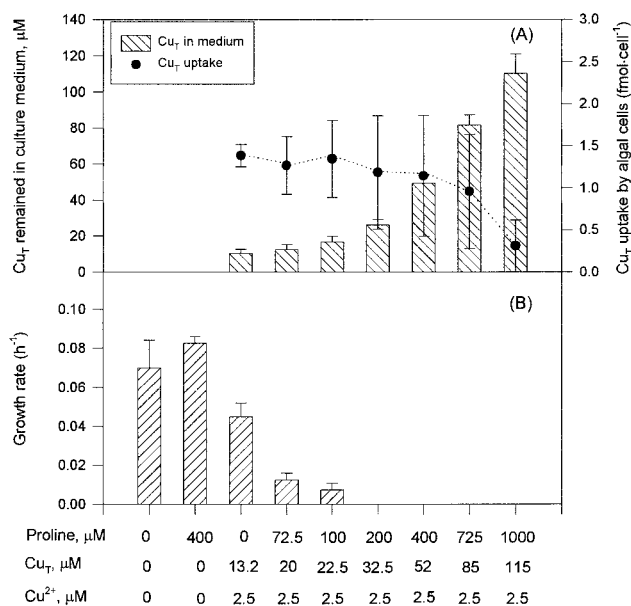 (A)
Cu_T in medium
Cu_T uptake
Cu_T remained in culture medium, μM
140
120
100
80
60
40
20
0
Cu_T uptake by algal cells (fmol·cell⁻¹)
3.0
2.5
2.0
1.5
1.0
0.5
0.0
(B)
Growth rate (h⁻¹)
0.10
0.08
0.06
0.04
0.02
0.00
Proline, μM 0 400 0 72.5 100 200 400 725 1000
Cu_T, μM 0 0 13.2 20 22.5 32.5 52 85 115
Cu²⁺, μM 0 0 2.5 2.5 2.5 2.5 2.5 2.5 2.5